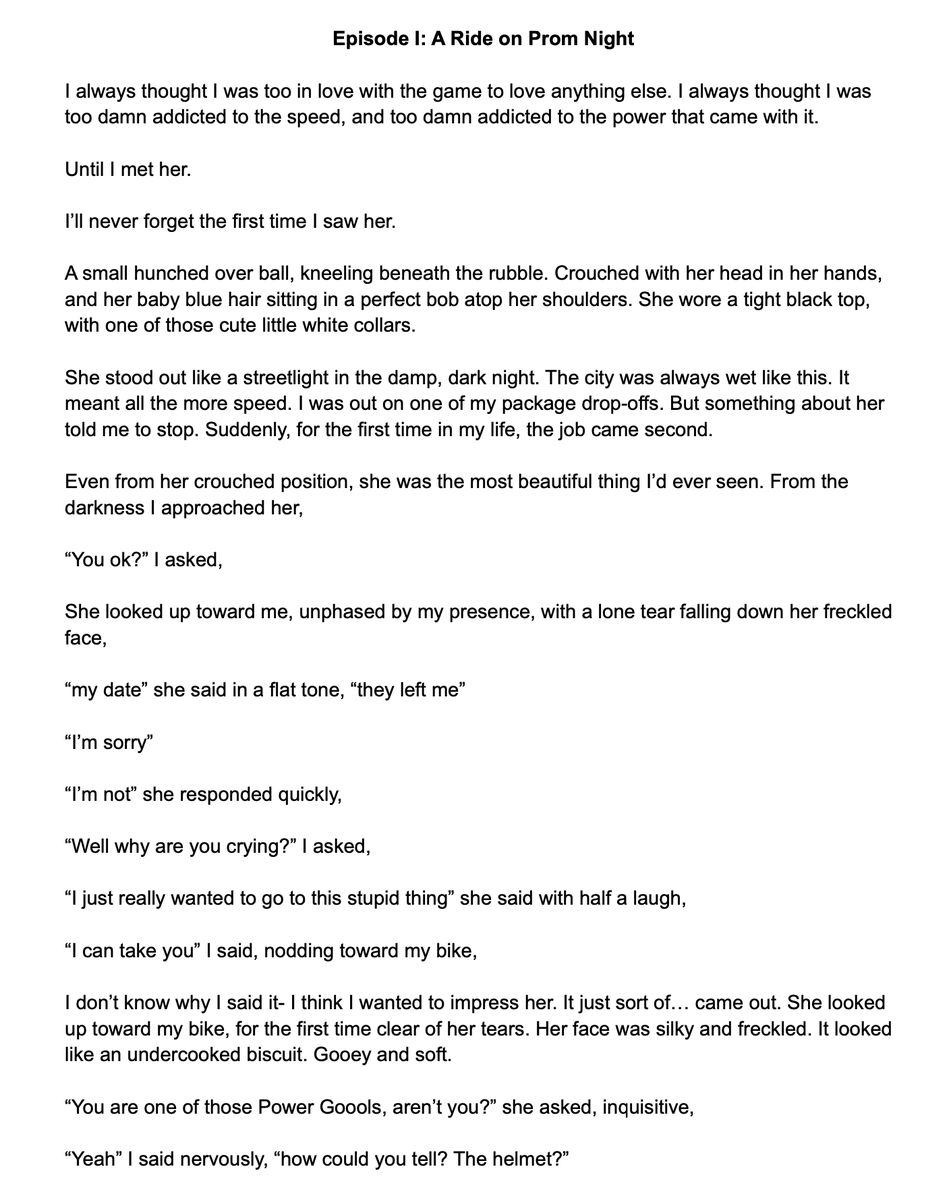 Episode I: A Ride on Prom Night
I always thought I was too in love with the game to love anything else. I always thought I was
too damn addicted to the speed, and too damn addicted to the power that came with it.
Until I met her.
I’ll never forget the first time I saw her.
A small hunched over ball, kneeling beneath the rubble. Crouched with her head in her hands,
and her baby blue hair sitting in a perfect bob atop her shoulders. She wore a tight black top,
with one of those cute little white collars.
She stood out like a streetlight in the damp, dark night. The city was always wet like this. It
meant all the more speed. I was out on one of my package drop-offs. But something about her
told me to stop. Suddenly, for the first time in my life, the job came second.
Even from her crouched position, she was the most beautiful thing I’d ever seen. From the
darkness I approached her,
“You ok?” I asked,
She looked up toward me, unphased by my presence, with a lone tear falling down her freckled
face,
“my date” she said in a flat tone, “they left me”
“I’m sorry”
“I’m not” she responded quickly,
“Well why are you crying?” I asked,
“I just really wanted to go to this stupid thing” she said with half a laugh,
“I can take you” I said, nodding toward my bike,
I don’t know why I said it- I think I wanted to impress her. It just sort of… came out. She looked
up toward my bike, for the first time clear of her tears. Her face was silky and freckled. It looked
like an undercooked biscuit. Gooey and soft.
“You are one of those Power Goools, aren’t you?” she asked, inquisitive,
“Yeah” I said nervously, “how could you tell? The helmet?”